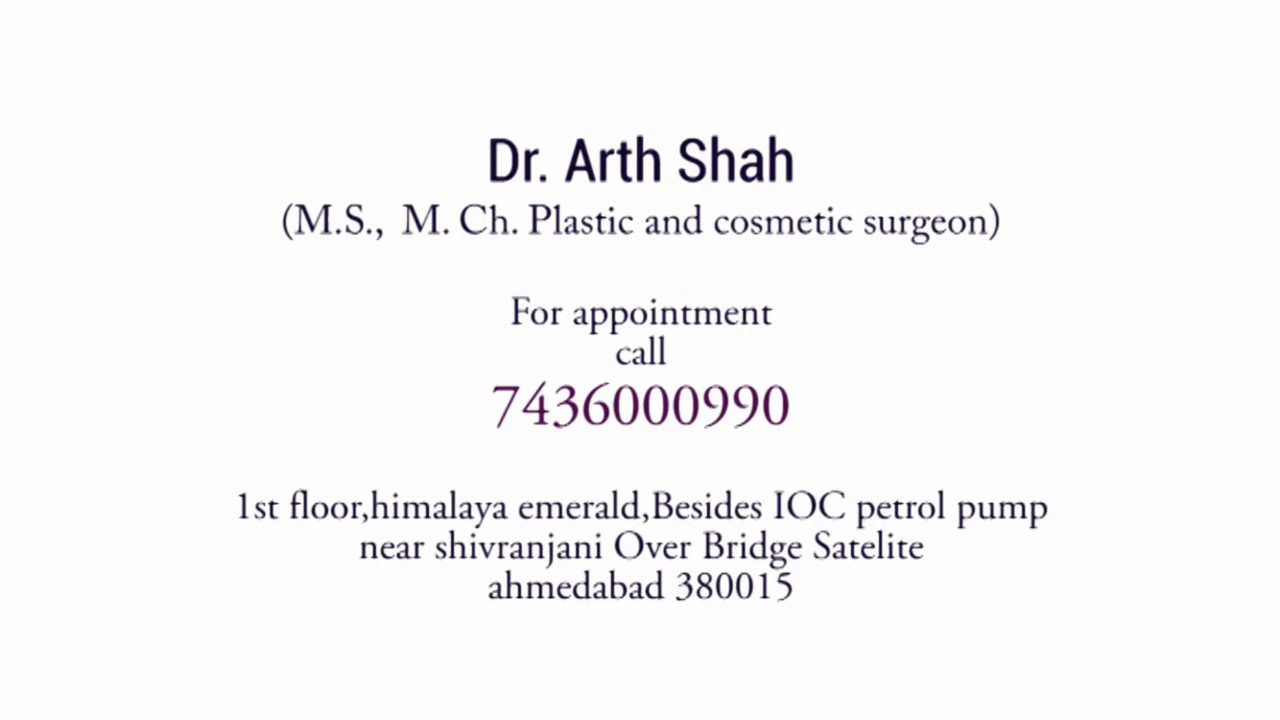 Dr. Arth Shah
(M.S., M. Ch. Plastic and cosmetic surgeon)
For appointment
call
7436000990
1st floor,himalaya emerald,Besides IOC petrol pump
near shivranjani Over Bridge Satelite
ahmedabad 380015